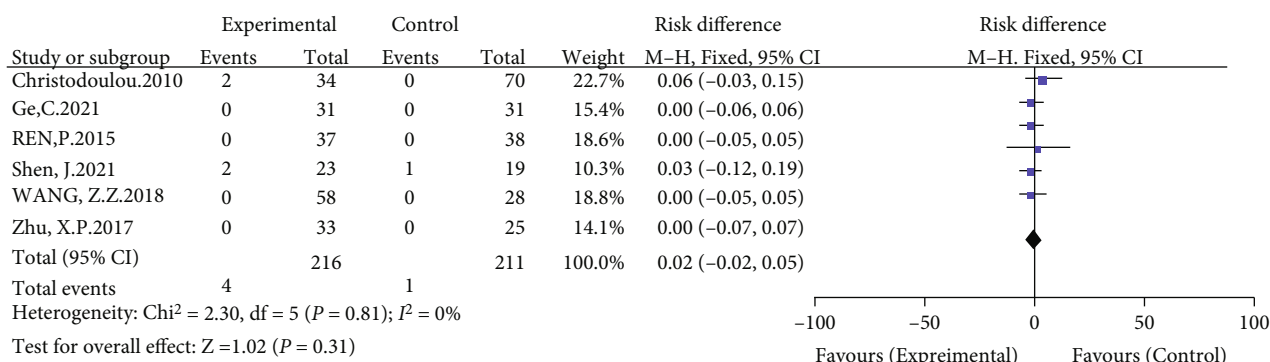 Experimental Control Risk difference Risk difference
Study or subgroup Events Total Events Total Weight M–H, Fixed, 95% CI M–H. Fixed, 95% CI
Christodoulou.2010 2 34 0 70 22.7% 0.06 (–0.03, 0.15)
Ge,C.2021 0 31 0 31 15.4% 0.00 (–0.06, 0.06)
REN,P.2015 0 37 0 38 18.6% 0.00 (–0.05, 0.05)
Shen, J.2021 2 23 1 19 10.3% 0.03 (–0.12, 0.19)
WANG, Z.Z.2018 0 58 0 28 18.8% 0.00 (–0.05, 0.05)
Zhu, X.P.2017 0 33 0 25 14.1% 0.00 (–0.07, 0.07)
Total (95% CI) 216 211 100.0% 0.02 (–0.02, 0.05)
Total events 4 1
Heterogeneity: Chi² = 2.30, df = 5 (P = 0.81); I² = 0%
Test for overall effect: Z =1.02 (P = 0.31)
–100 –50 0 50 100
Favours (Expreimental) Favours (Control)